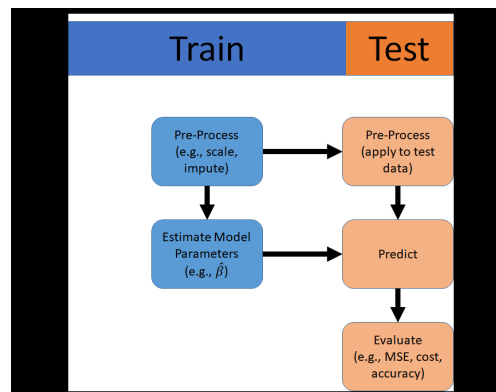 Train
Test
Pre-Process
(e.g., scale,
impute)
Pre-Process
(apply to test
data)
Estimate Model
Parameters
(e.g., β̂)
Predict
Evaluate
(e.g., MSE, cost,
accuracy)